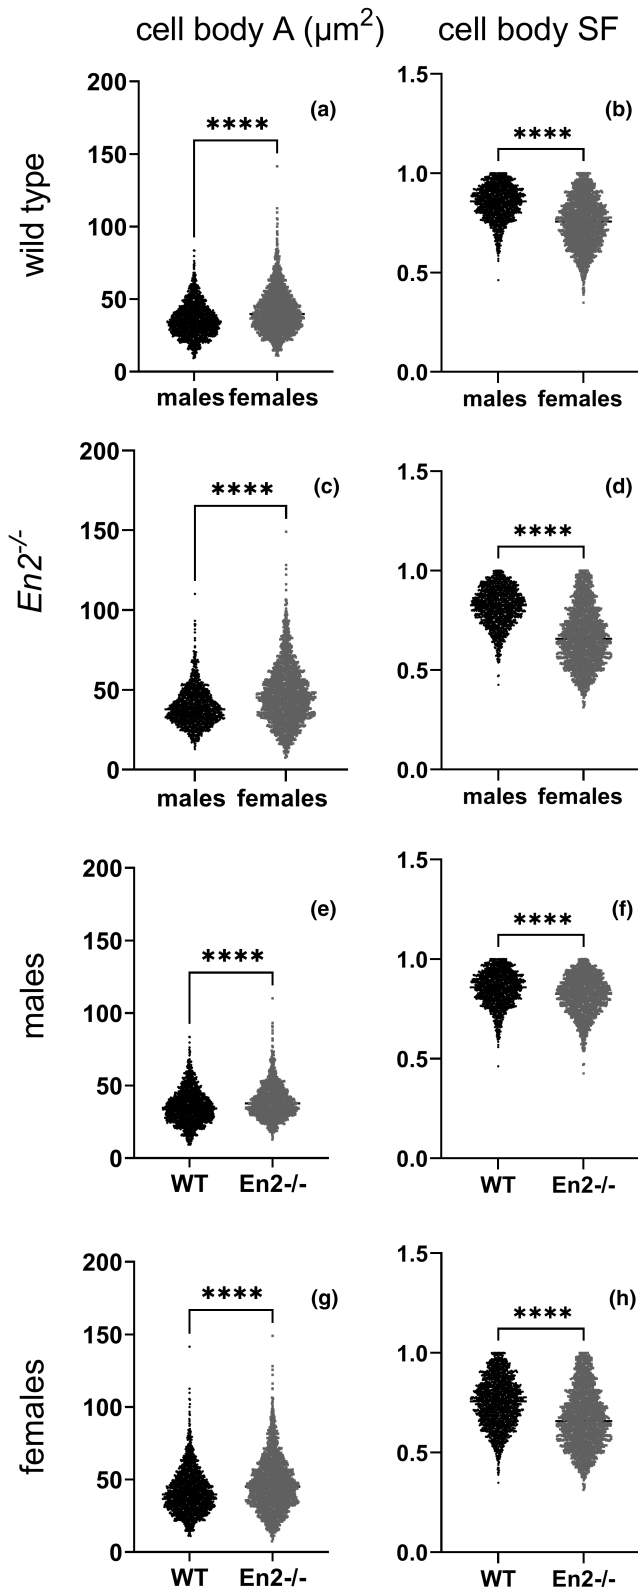 cell body A (μm²) cell body SF
wild type
(a)
****
200
150
100
50
0
males females
(b)
****
1.5
1.0
0.5
0.0
males females
En2-/-
(c)
****
200
150
100
50
0
males females
(d)
****
1.5
1.0
0.5
0.0
males females
males
(e)
****
200
150
100
50
0
WT En2-/-
(f)
****
1.5
1.0
0.5
0.0
WT En2-/-
females
(g)
****
200
150
100
50
0
WT En2-/-
(h)
****
1.5
1.0
0.5
0.0
WT En2-/-